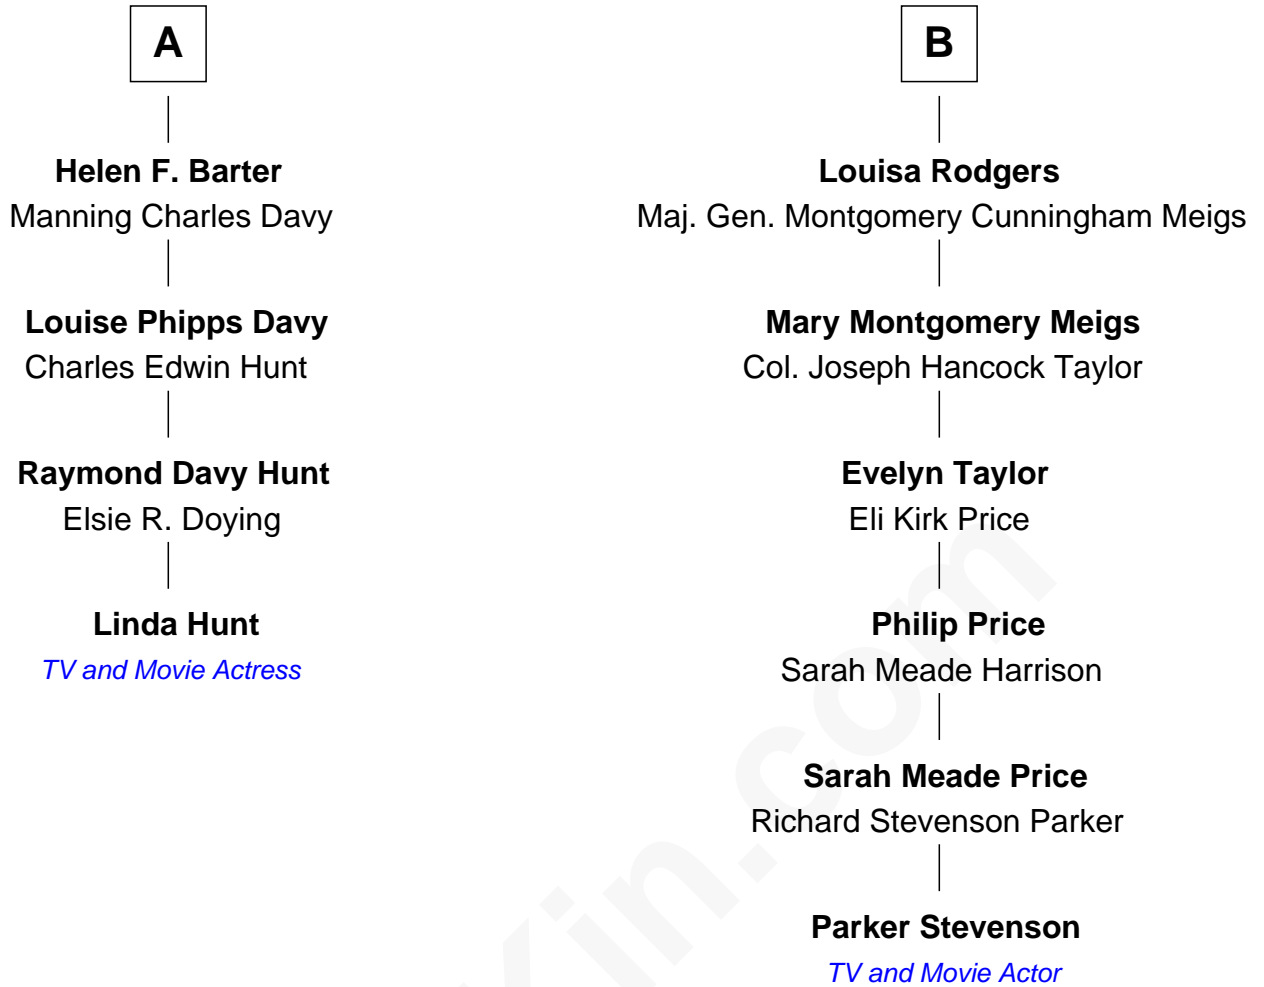 A
Helen F. Barter
Manning Charles Davy
Louise Phipps Davy
Charles Edwin Hunt
Raymond Davy Hunt
Elsie R. Doying
Linda Hunt
TV and Movie Actress
B
Louisa Rodgers
Maj. Gen. Montgomery Cunningham Meigs
Mary Montgomery Meigs
Col. Joseph Hancock Taylor
Evelyn Taylor
Eli Kirk Price
Philip Price
Sarah Meade Harrison
Sarah Meade Price
Richard Stevenson Parker
Parker Stevenson
TV and Movie Actor